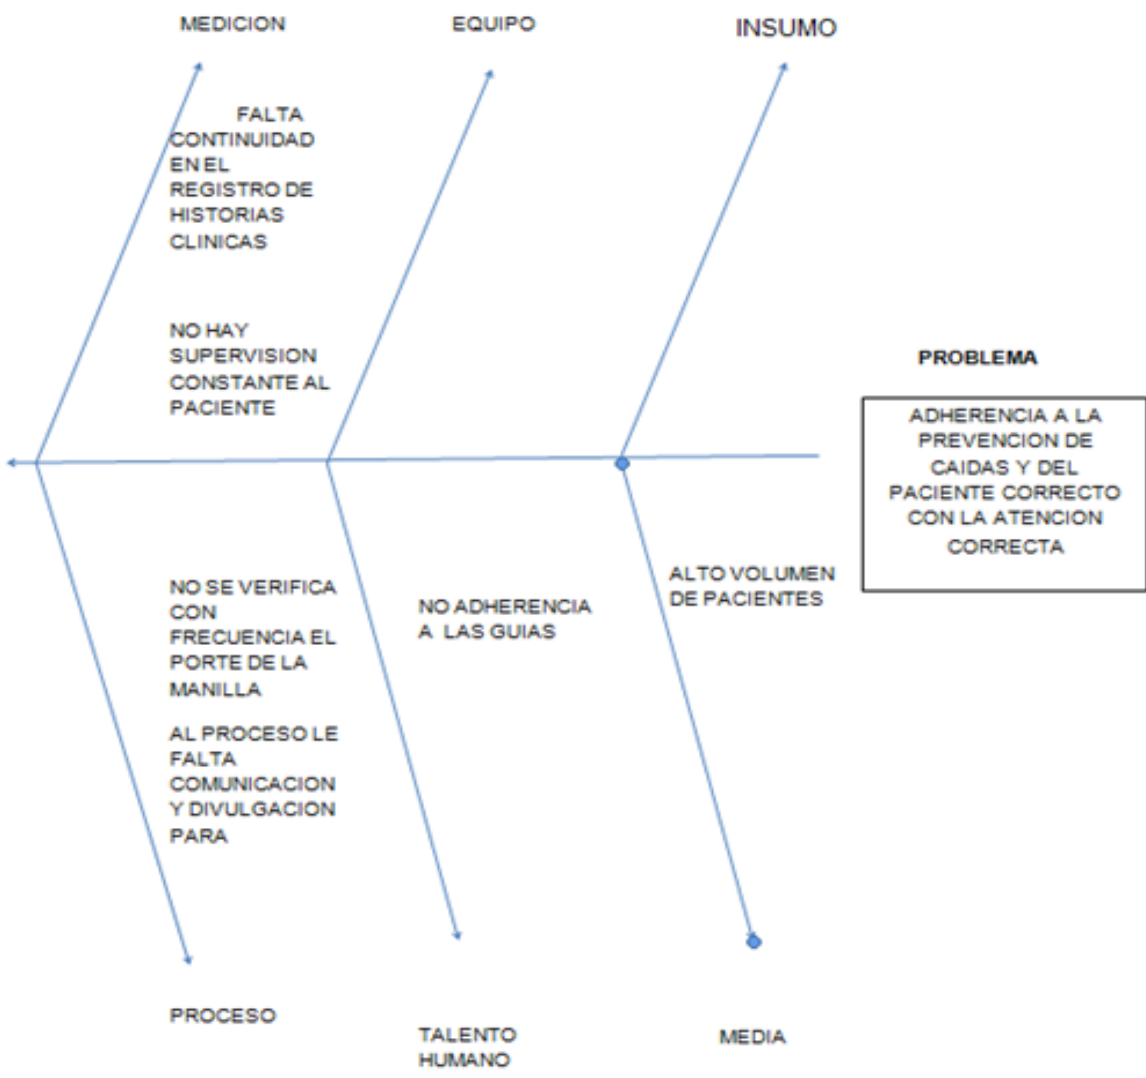 MEDICION
EQUIPO
INSUMO
FALTA
CONTINUIDAD
EN EL
REGISTRO DE
HISTORIAS
CLINICAS
NO HAY
SUPERVISION
CONSTANTE AL
PACIENTE
PROBLEMA
ADHERENCIA A LA
PREVENCION DE
CAIDAS Y DEL
PACIENTE CORRECTO
CON LA ATENCION
CORRECTA
NO SE VERIFICA
CON
FRECUENCIA EL
PORTE DE LA
MANILLA
AL PROCESO LE
FALTA
COMUNICACION
Y DIVULGACION
PARA
NO ADHERENCIA
A LAS GUIAS
ALTO VOLUMEN
DE PACIENTES
PROCESO
TALENTO
HUMANO
MEDIA